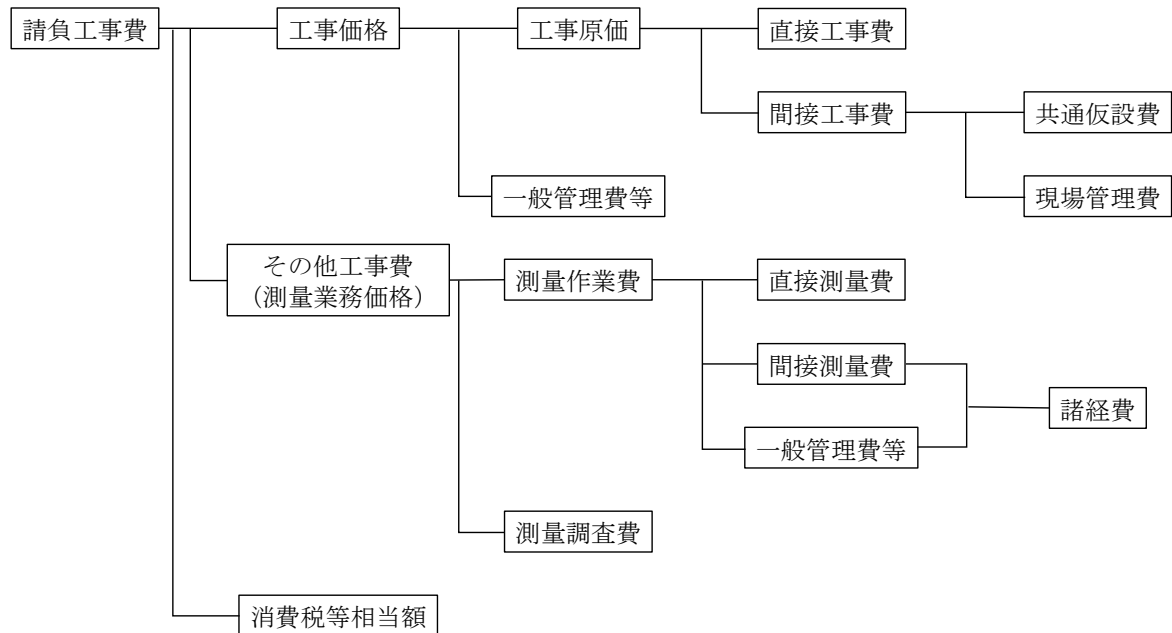 請負工事費
工事価格
工事原価
直接工事費
間接工事費
共通仮設費
現場管理費
一般管理費等
その他工事費
（測量業務価格）
測量作業費
直接測量費
間接測量費
一般管理費等
諸経費
測量調査費
消費税等相当額